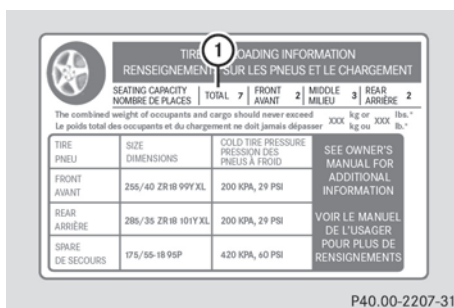 1
TIRE LOADING INFORMATION
RENSEIGNEMENTS SUR LES PNEUS ET LE CHARGEMENT
SEATING CAPACITY TOTAL 7 FRONT 2 MIDDLE 3 REAR 2
NOMBRE DE PLACES AVANT MILIEU ARRIÈRE
The combined weight of occupants and cargo should never exceed XXX kg or XXX lbs.*
Le poids total des occupants et du chargement ne doit jamais dépasser kg ou lb.*
TIRE SIZE COLD TIRE PRESSURE
PNEU DIMENSIONS PRESSION DES
PNEUS À FROID
FRONT
AVANT 255/40 ZR18 99Y XL 200 KPA, 29 PSI
REAR
ARRIÈRE 285/35 ZR18 101Y XL 200 KPA, 29 PSI
SPARE
DE SECOURS 175/55-18 95P 420 KPA, 60 PSI
SEE OWNER'S
MANUAL FOR
ADDITIONAL
INFORMATION
VOIR LE MANUEL
DE L'USAGER
POUR PLUS DE
RENSIGNEMENTS
P40.00-2207-31